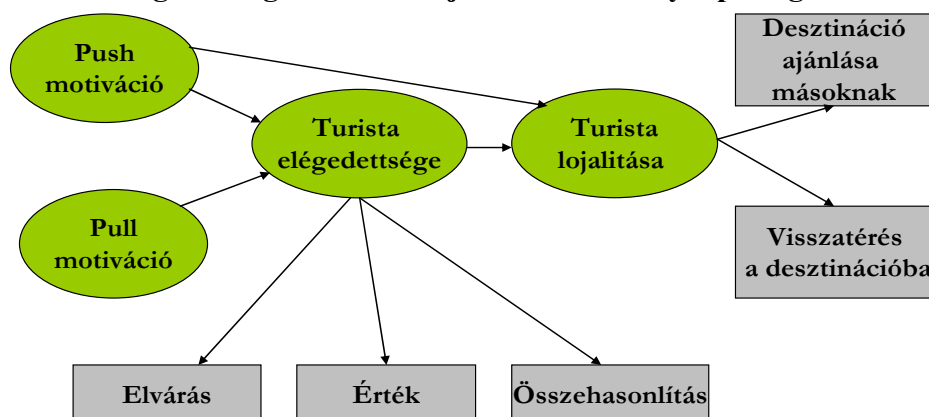 Push
motiváció
Pull
motiváció
Turista
elégedettsége
Turista
lojalitása
Desztináció
ajánlása
másoknak
Visszatérés
a desztinációba
Elvárás
Érték
Összehasonlítás